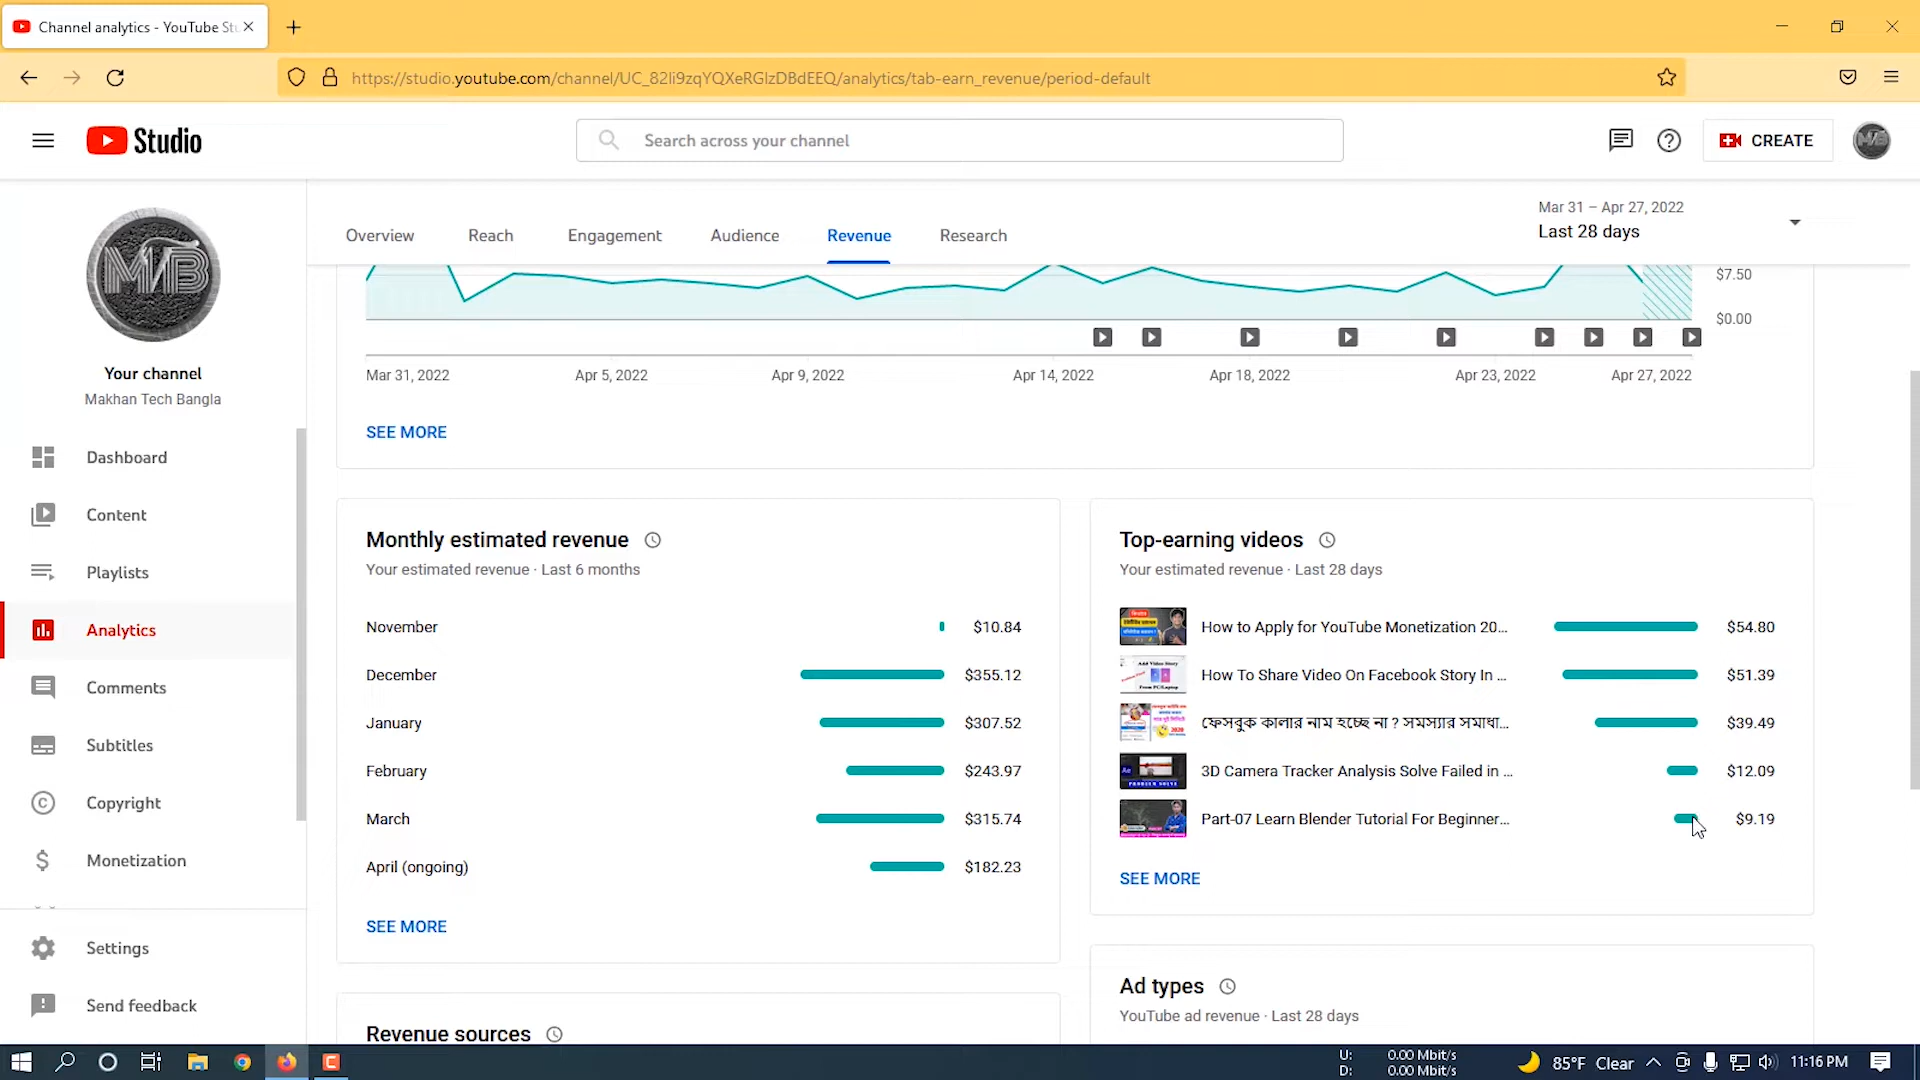 Channel analytics - YouTube Stu
https://studio.youtube.com/channel/UC_82Ii9zqYQXeRGIzDBdEEQ/analytics/tab-earn_revenue/period-default
Studio
Search across your channel
CREATE
Overview
Reach
Engagement
Audience
Revenue
Research
Mar 31 – Apr 27, 2022
Last 28 days
Your channel
Makhan Tech Bangla
Dashboard
Content
Playlists
Analytics
Comments
Subtitles
Copyright
Monetization
Settings
Send feedback
$7.50
$0.00
Mar 31, 2022
Apr 5, 2022
Apr 9, 2022
Apr 14, 2022
Apr 18, 2022
Apr 23, 2022
Apr 27, 2022
SEE MORE
Monthly estimated revenue
Your estimated revenue · Last 6 months
November $10.84
December $355.12
January $307.52
February $243.97
March $315.74
April (ongoing) $182.23
SEE MORE
Top-earning videos
Your estimated revenue · Last 28 days
How to Apply for YouTube Monetization 20... $54.80
How To Share Video On Facebook Story In ... $51.39
ফেসবুক কালার নাম হচ্ছে না ? সমস্যার সমাধা... $39.49
3D Camera Tracker Analysis Solve Failed in ... $12.09
Part-07 Learn Blender Tutorial For Beginner... $9.19
SEE MORE
Revenue sources
Ad types
YouTube ad revenue · Last 28 days
U: 0.00 Mbit/s
D: 0.00 Mbit/s
85°F Clear
11:16 PM